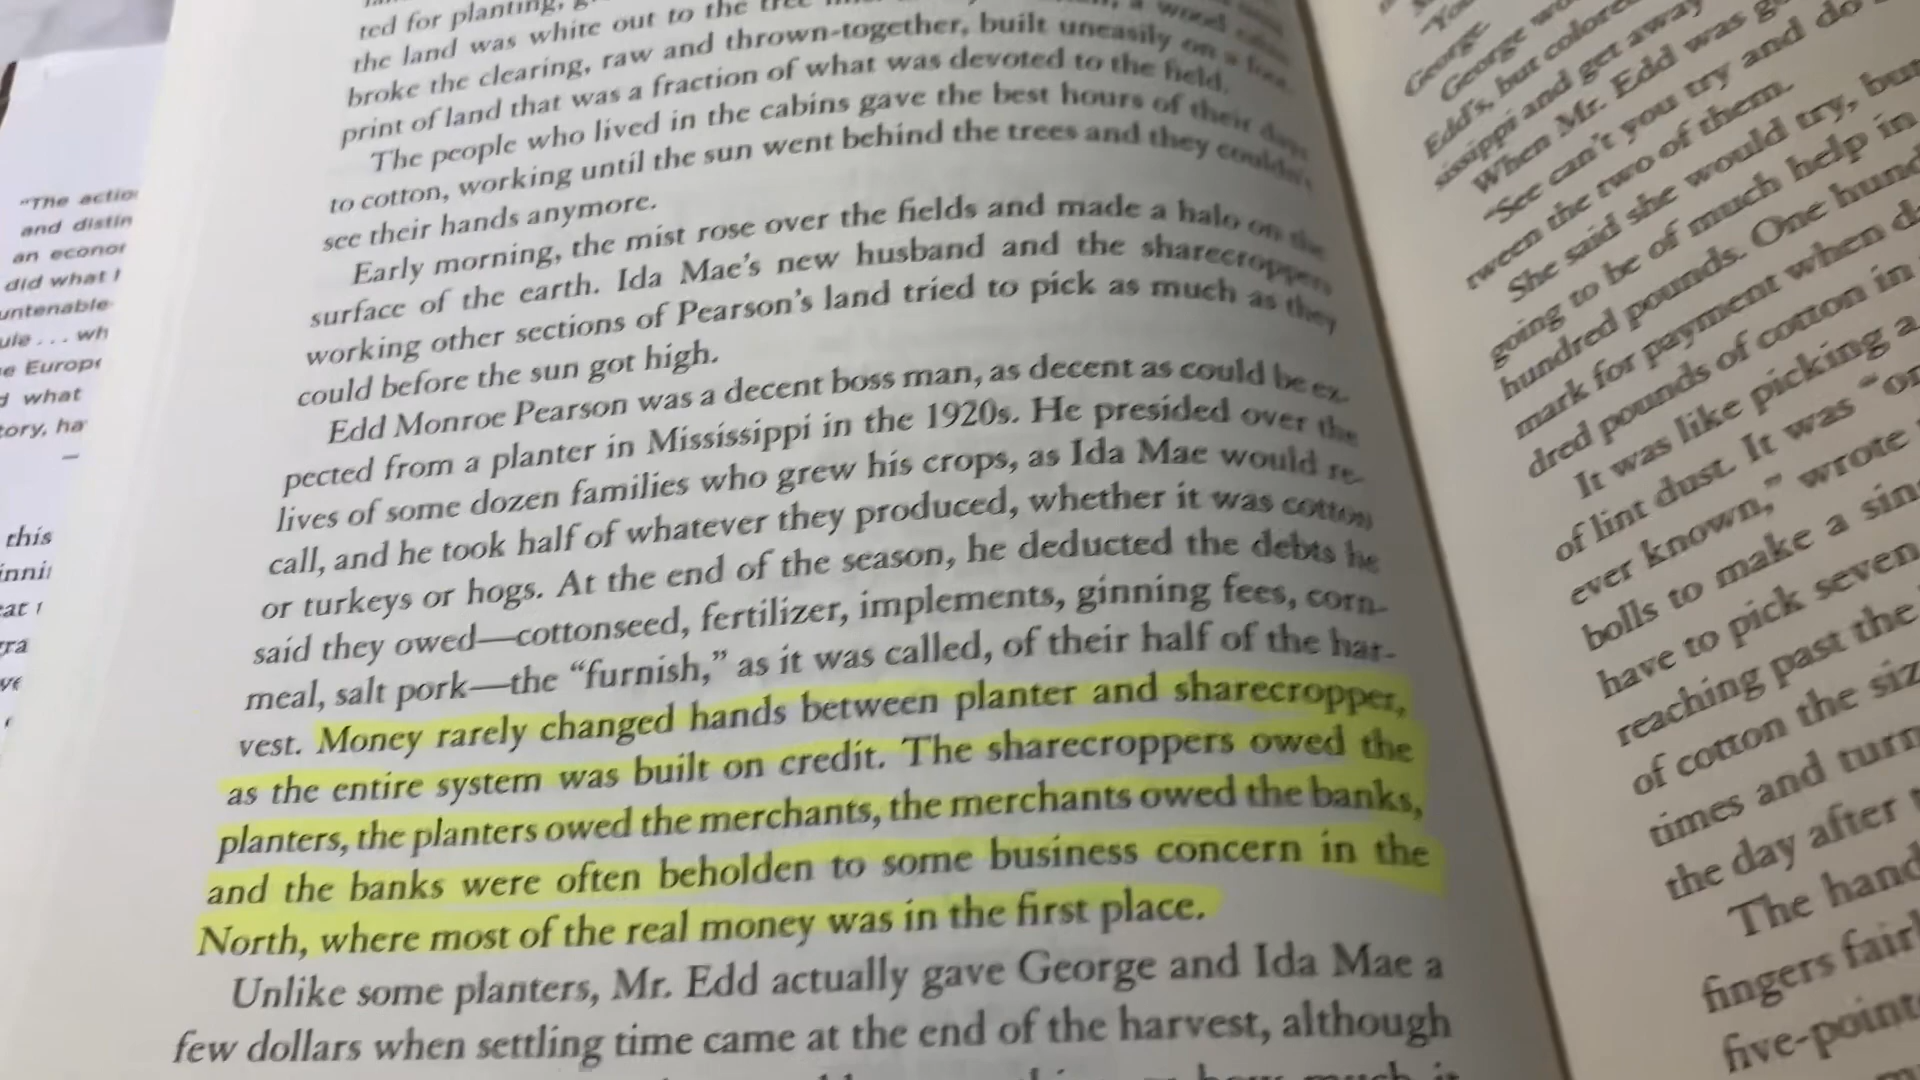 "The actio
and distin
an econor
did what
untenable
ule... wh
e Europe
d what
tory, ha
this
ted for planting,
the land was white out to the tree
broke the clearing, raw and thrown-together, built uneasily on a foot-
print of land that was a fraction of what was devoted to the field.
The people who lived in the cabins gave the best hours of their days
to cotton, working until the sun went behind the trees and they couldn't
see their hands anymore.
Early morning, the mist rose over the fields and made a halo on the
surface of the earth. Ida Mae's new husband and the sharecroppers
working other sections of Pearson's land tried to pick as much as they
could before the sun got high.
Edd Monroe Pearson was a decent boss man, as decent as could be ex-
pected from a planter in Mississippi in the 1920s. He presided over the
lives of some dozen families who grew his crops, as Ida Mae would re-
call, and he took half of whatever they produced, whether it was cotton
or turkeys or hogs. At the end of the season, he deducted the debts he
said they owed—cottonseed, fertilizer, implements, ginning fees, corn-
meal, salt pork—the "furnish," as it was called, of their half of the har-
vest. Money rarely changed hands between planter and sharecropper,
as the entire system was built on credit. The sharecroppers owed the
planters, the planters owed the merchants, the merchants owed the banks,
and the banks were often beholden to some business concern in the
North, where most of the real money was in the first place.
Unlike some planters, Mr. Edd actually gave George and Ida Mae a
few dollars when settling time came at the end of the harvest, although
how much it
George
George wo
Edd's, but colore
sissippi and get away
When Mr. Edd was g
"See can't you try and do
tween the two of them.
She said she would try, but
going to be of much help in
hundred pounds. One hund
mark for payment when d
dred pounds of cotton in
It was like picking a
of lint dust. It was "on
ever known," wrote
bolls to make a sin
have to pick seven
reaching past the
of cotton the siz
times and turn
the day after
The hand
fingers fairl
five-point